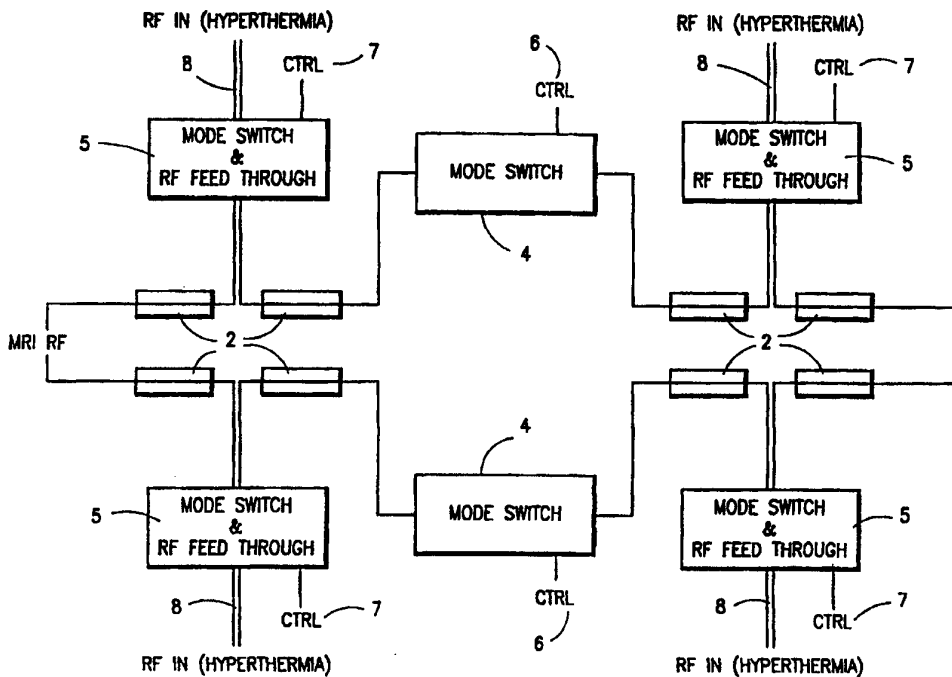 RF IN (HYPERTHERMIA)
6
RF IN (HYPERTHERMIA)
8
CTRL
7
CTRL
8
CTRL
7
5
MODE SWITCH
&
RF FEED THROUGH
MODE SWITCH
MODE SWITCH
&
RF FEED THROUGH
5
4
MRI RF
2
2
4
5
MODE SWITCH
&
RF FEED THROUGH
MODE SWITCH
MODE SWITCH
&
RF FEED THROUGH
5
8
CTRL
7
CTRL
6
8
CTRL
7
RF IN (HYPERTHERMIA)
RF IN (HYPERTHERMIA)